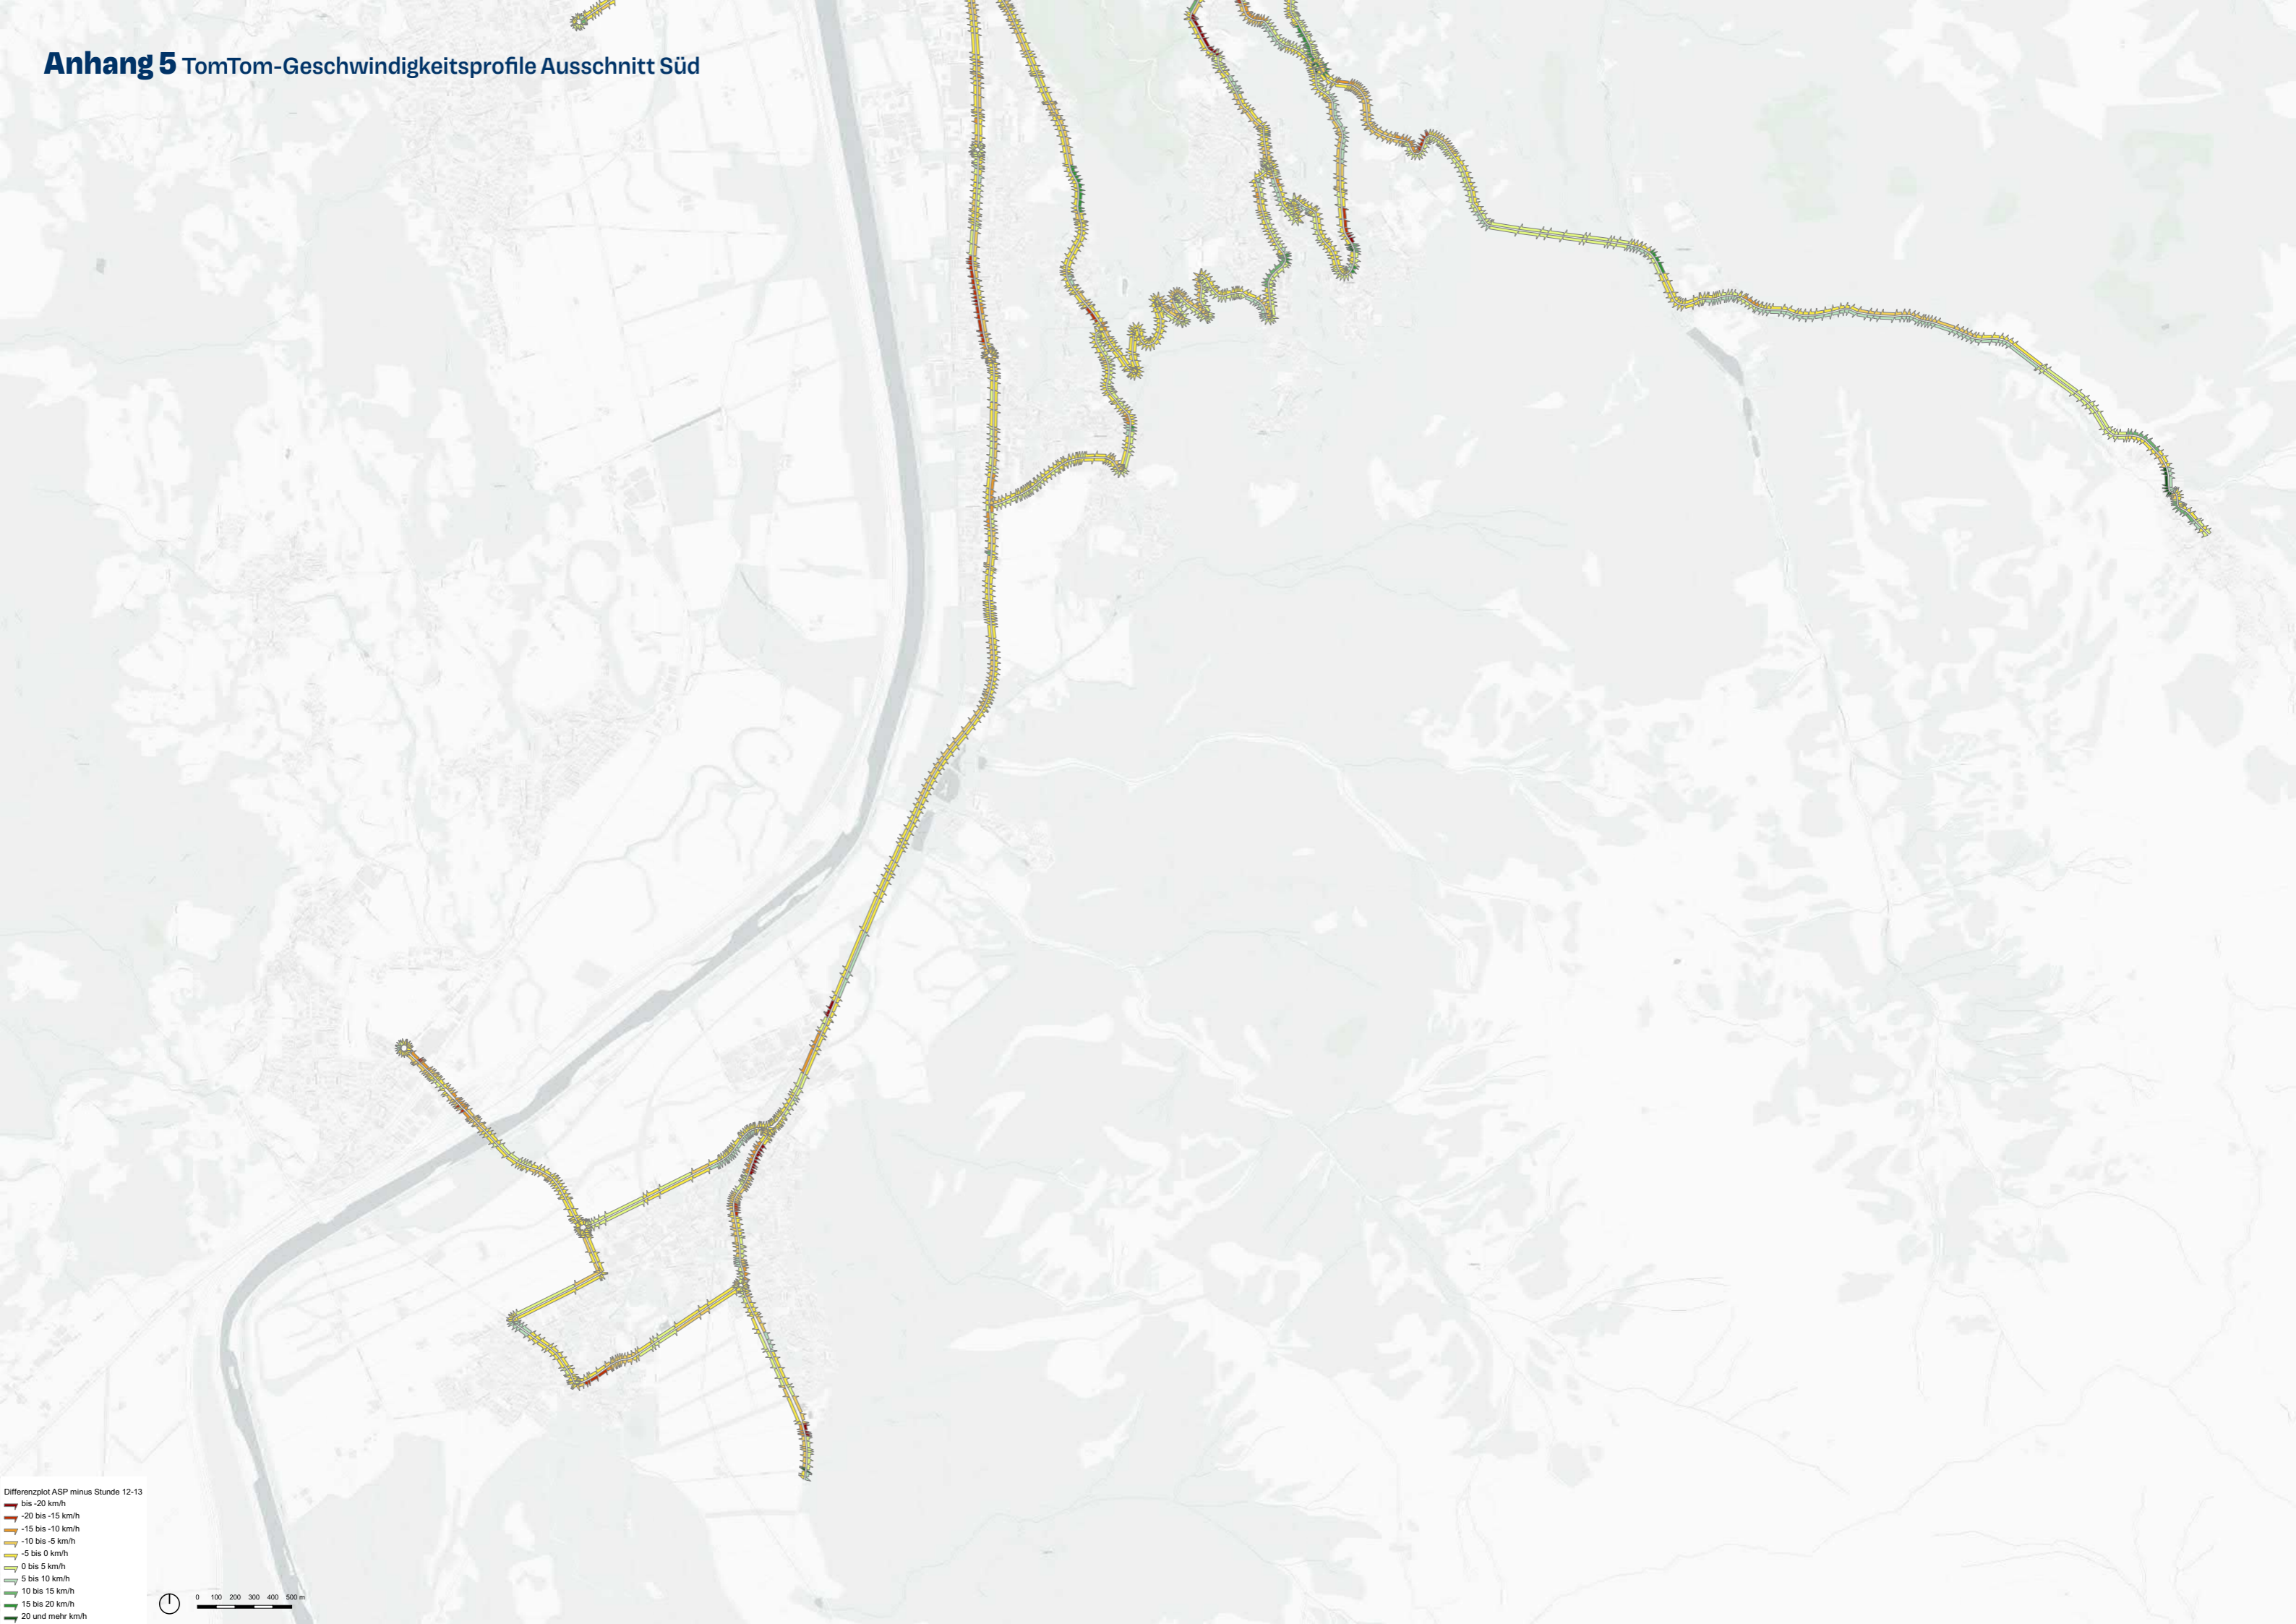 Anhang 5 TomTom-Geschwindigkeitsprofile Ausschnitt Süd
Differenzplot ASP minus Stunde 12-13
bis -20 km/h
-20 bis -15 km/h
-15 bis -10 km/h
-10 bis -5 km/h
-5 bis 0 km/h
0 bis 5 km/h
5 bis 10 km/h
10 bis 15 km/h
15 bis 20 km/h
20 und mehr km/h
0 100 200 300 400 500 m